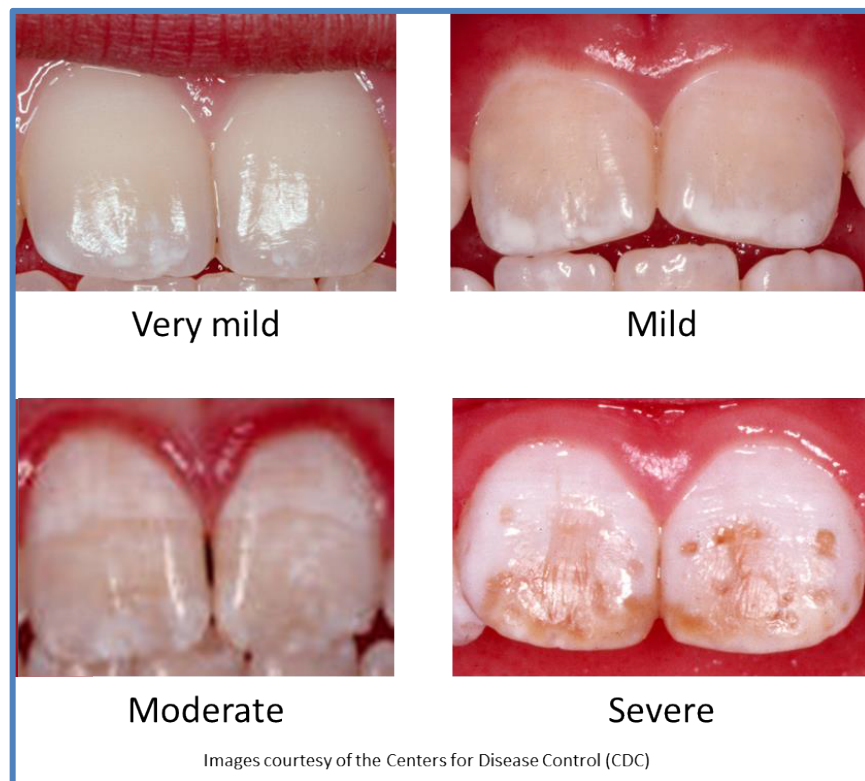 Very mild
Mild
Moderate
Severe
Images courtesy of the Centers for Disease Control (CDC)